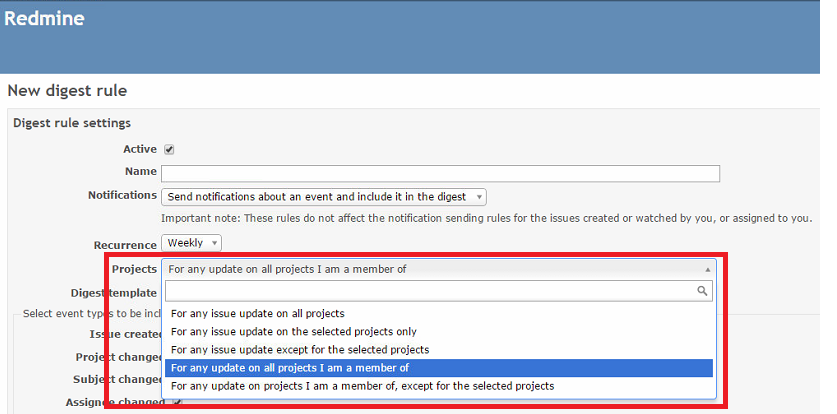 Redmine
New digest rule
Digest rule settings
Active
Name
Notifications Send notifications about an event and include it in the digest
Important note: These rules do not affect the notification sending rules for the issues created or watched by you, or assigned to you.
Recurrence Weekly
Projects For any update on all projects I am a member of
Digest template
For any issue update on all projects
Select event types to be incl
For any issue update on the selected projects only
Issue created
For any issue update except for the selected projects
Project changed
For any update on all projects I am a member of
Subject changed
For any update on projects I am a member of, except for the selected projects
Assignee changed